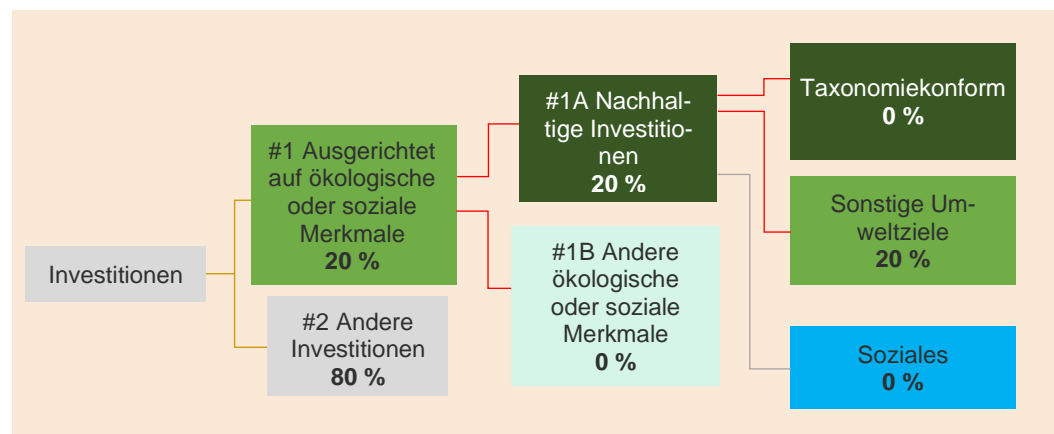 Investitionen
#1 Ausgerichtet
auf ökologische
oder soziale
Merkmale
20 %
#2 Andere
Investitionen
80 %
#1A Nachhal-
tige Investitio-
nen
20 %
#1B Andere
ökologische
oder soziale
Merkmale
0 %
Taxonomiekonform
0 %
Sonstige Um-
weltziele
20 %
Soziales
0 %